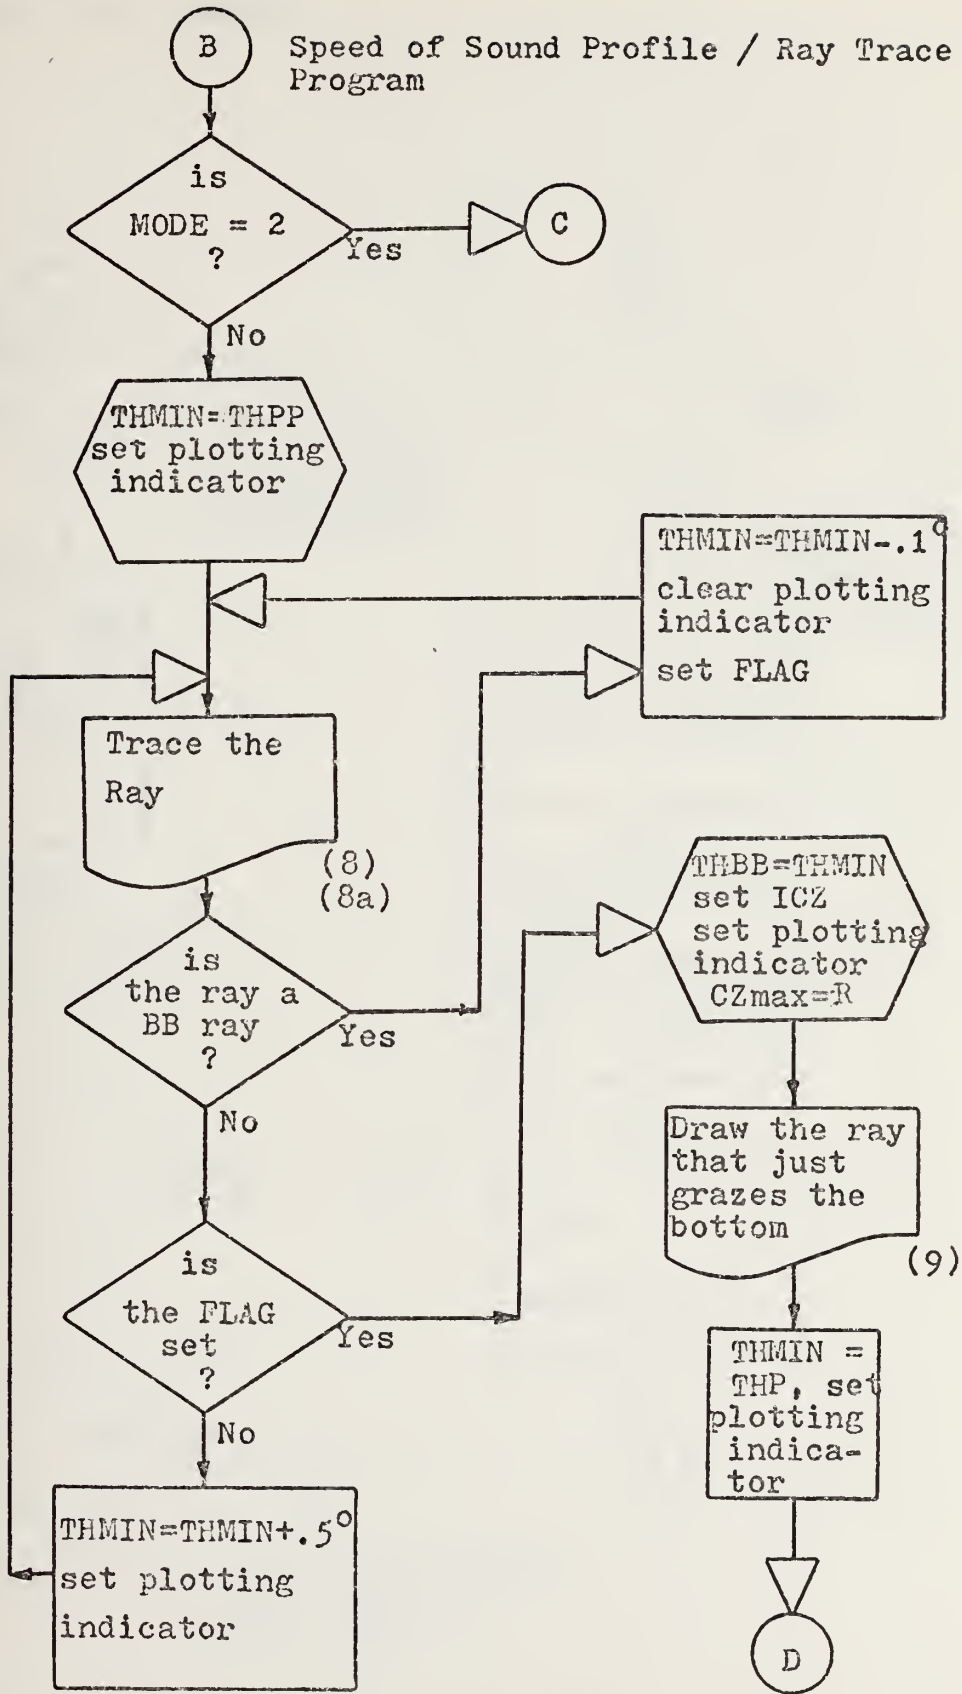 B
Speed of Sound Profile / Ray Trace
Program
is
MODE = 2
?
Yes
C
No
THMIN=THPP
set plotting
indicator
THMIN=THMIN-.1°
clear plotting
indicator
set FLAG
Trace the
Ray
(8)
(8a)
is
the ray a
BB ray
?
Yes
No
THBB=THMIN
set ICZ
set plotting
indicator
CZmax=R
Draw the ray
that just
grazes the
bottom
(9)
is
the FLAG
set
?
Yes
No
THMIN =
THP, set
plotting
indica-
tor
THMIN=THMIN+.5°
set plotting
indicator
D